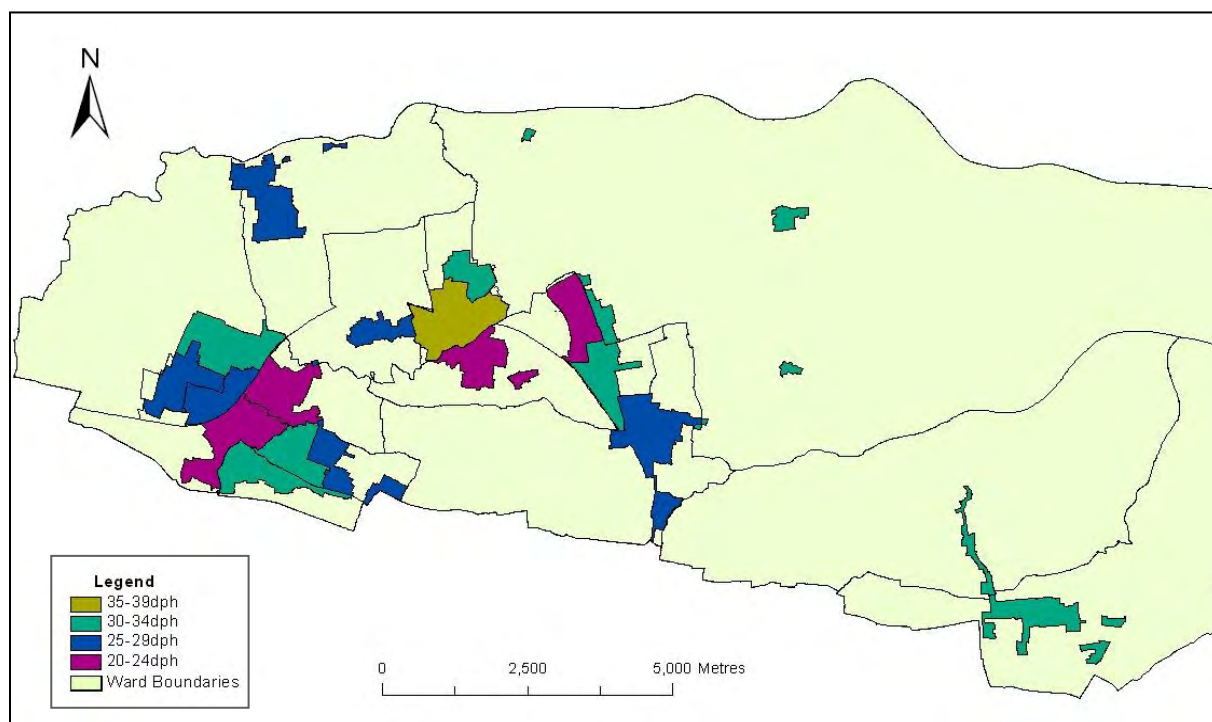 N
Legend
35-39dph
30-34dph
25-29dph
20-24dph
Ward Boundaries
0 2,500 5,000 Metres